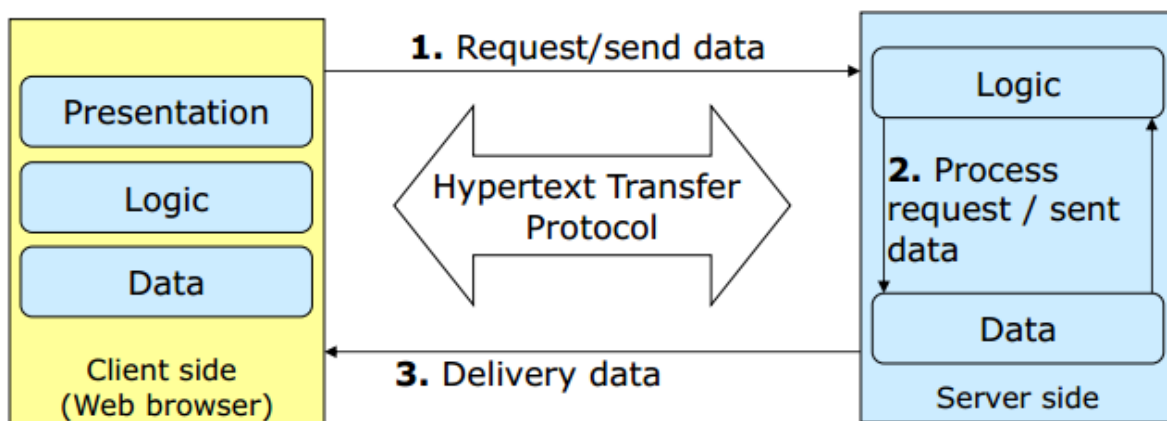 1. Request/send data
Presentation
Logic
Data
Client side
(Web browser)
Hypertext Transfer
Protocol
Logic
2. Process
request / sent
data
Data
Server side
3. Delivery data